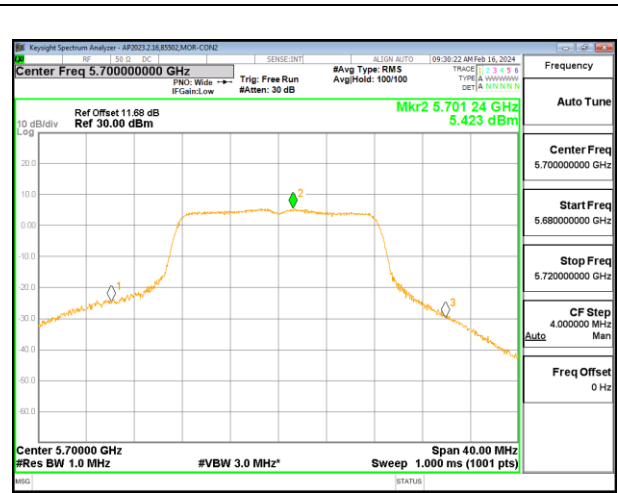 Keysight Spectrum Analyzer - AP2023.2.16,85502,MOR-CON2
RF 50 Ω DC SENSE:INT ALIGN AUTO 09:30:22 AM Feb 16, 2024
Center Freq 5.700000000 GHz
PNO: Wide
IFGain:Low
Trig: Free Run
#Atten: 30 dB
#Avg Type: RMS
Avg|Hold: 100/100
TRACE 1 2 3 4 5 6
TYPE A WWWWW
DET A N N N N N
Frequency
Ref Offset 11.68 dB
10 dB/div Ref 30.00 dBm
Log
Mkr2 5.701 24 GHz
5.423 dBm
20.0
10.0
0.00
-10.0
-20.0
-30.0
-40.0
-50.0
-60.0
1
2
3
Center 5.70000 GHz Span 40.00 MHz
#Res BW 1.0 MHz #VBW 3.0 MHz* Sweep 1.000 ms (1001 pts)
MSG STATUS
Auto Tune
Center Freq
5.700000000 GHz
Start Freq
5.680000000 GHz
Stop Freq
5.720000000 GHz
CF Step
4.000000 MHz
Auto Man
Freq Offset
0 Hz